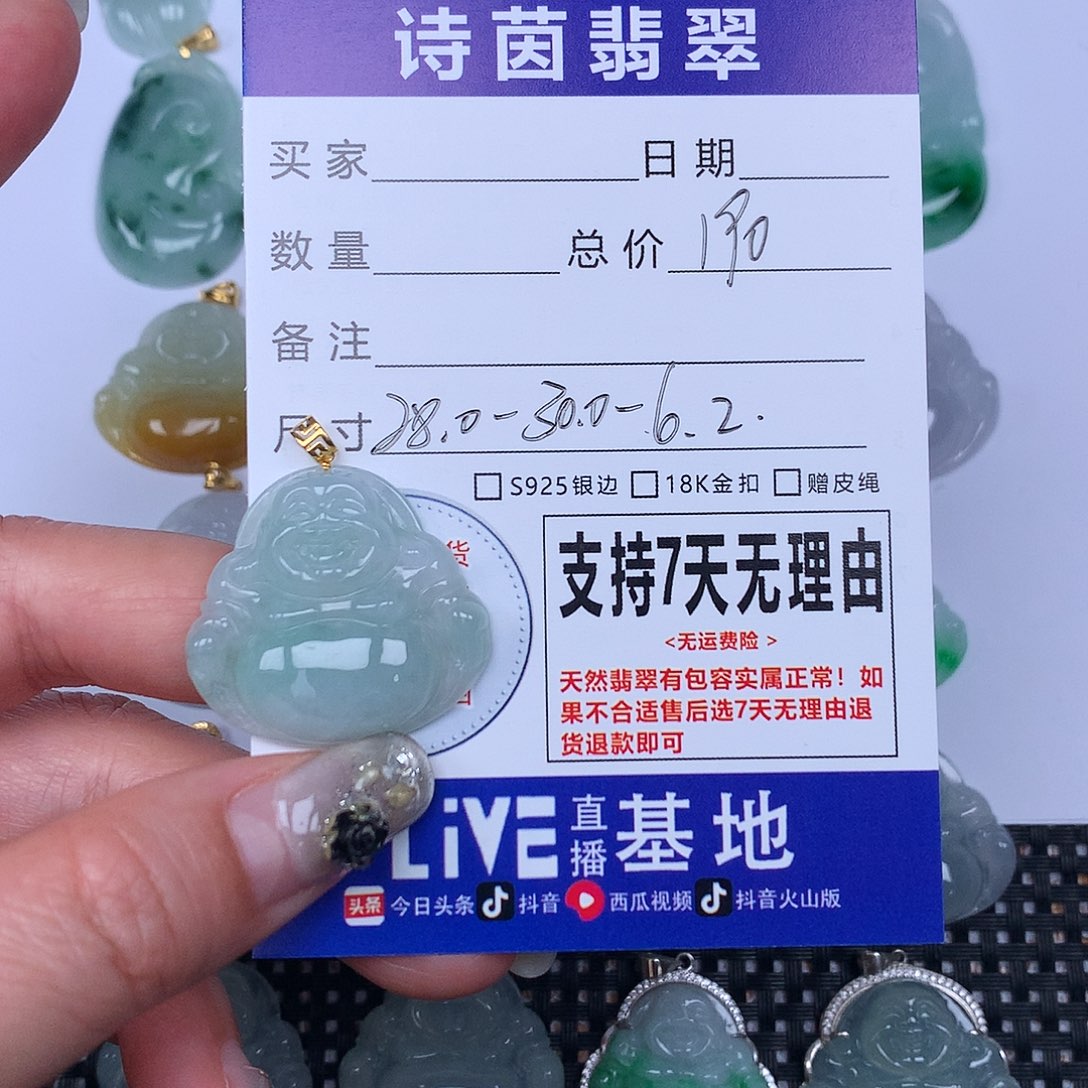 诗茵翡翠
买家 日期
数量 总价 190
备注
尺寸 28.0-30.0-6.2.
S925银边 18K金扣 赠皮绳
货
支持7天无理由
<无运费险>
天然翡翠有包容实属正常！如
果不合适售后选7天无理由退
货退款即可
LiVE直播基地
头条 今日头条 抖音 西瓜视频 抖音火山版